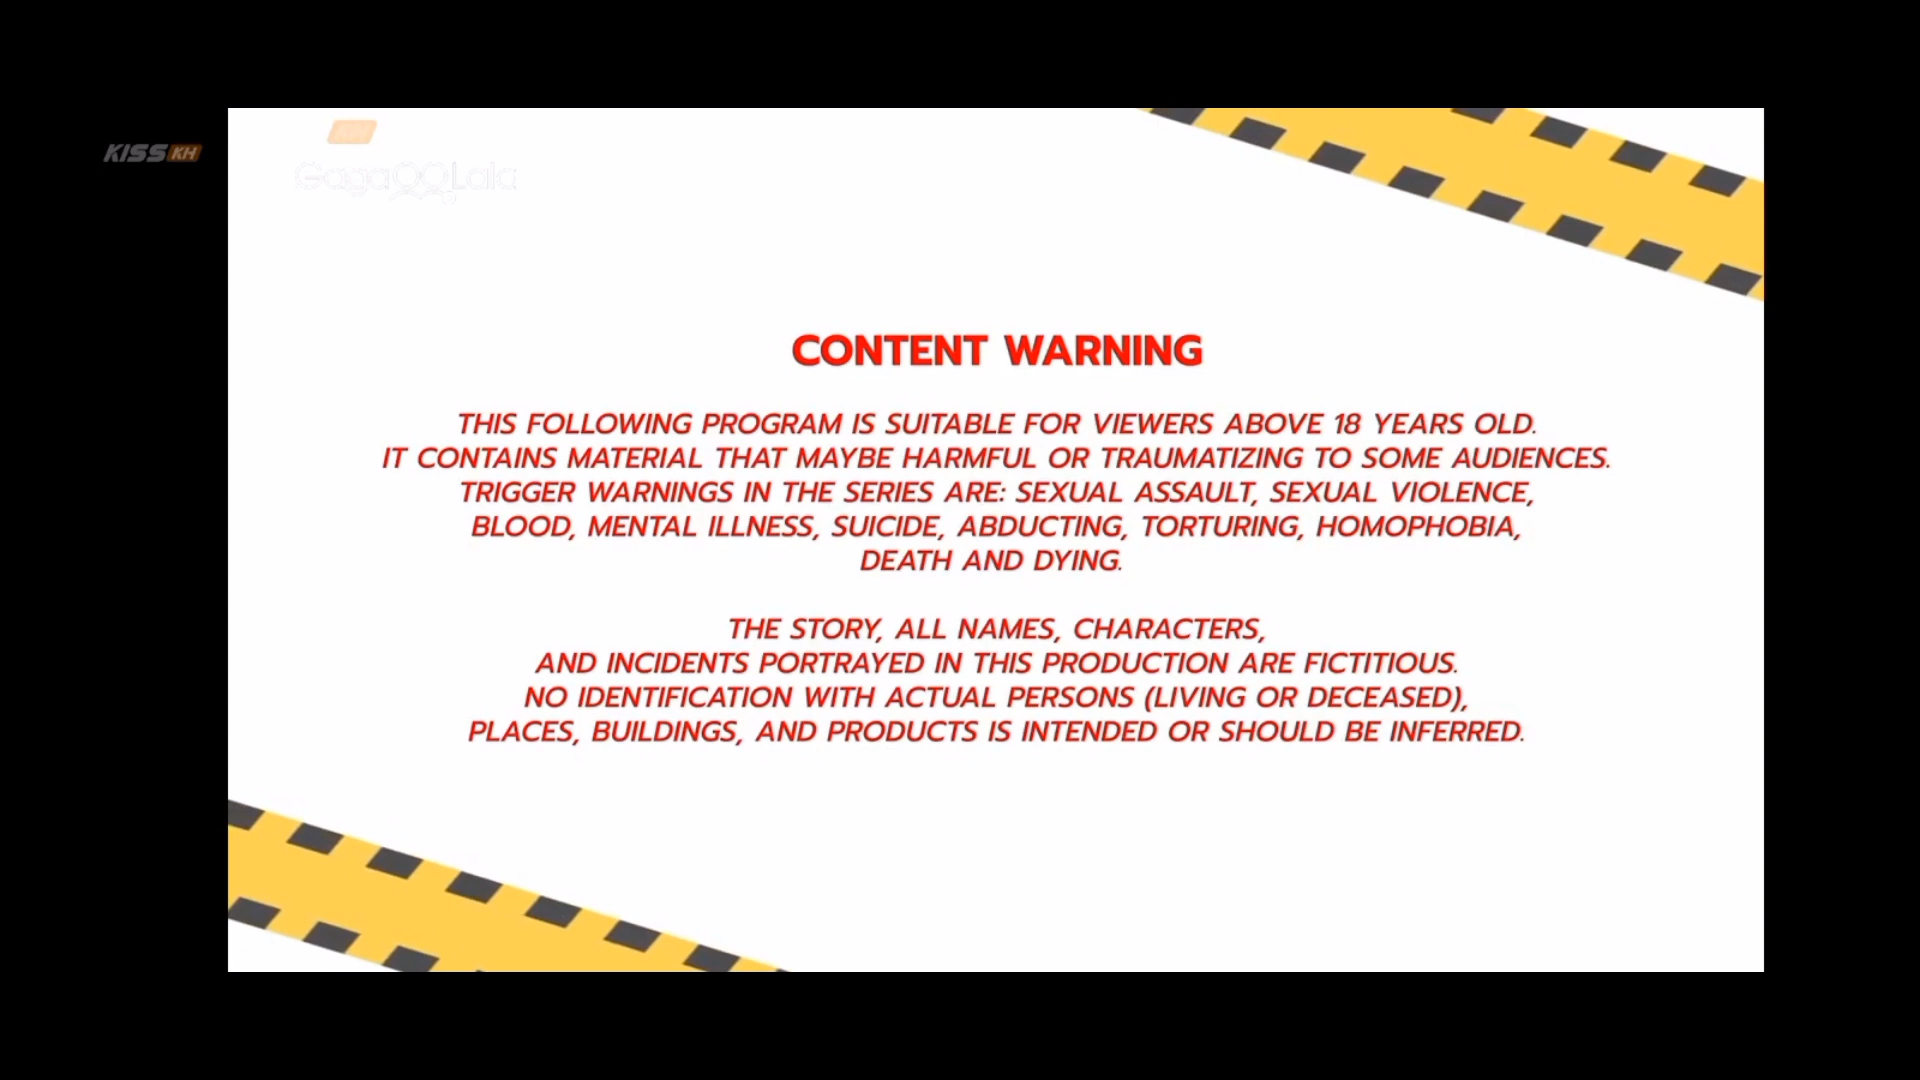 KISSKH
KH
GagaOOLala
CONTENT WARNING
THIS FOLLOWING PROGRAM IS SUITABLE FOR VIEWERS ABOVE 18 YEARS OLD.
IT CONTAINS MATERIAL THAT MAYBE HARMFUL OR TRAUMATIZING TO SOME AUDIENCES.
TRIGGER WARNINGS IN THE SERIES ARE: SEXUAL ASSAULT, SEXUAL VIOLENCE,
BLOOD, MENTAL ILLNESS, SUICIDE, ABDUCTING, TORTURING, HOMOPHOBIA,
DEATH AND DYING.
THE STORY, ALL NAMES, CHARACTERS,
AND INCIDENTS PORTRAYED IN THIS PRODUCTION ARE FICTITIOUS.
NO IDENTIFICATION WITH ACTUAL PERSONS (LIVING OR DECEASED),
PLACES, BUILDINGS, AND PRODUCTS IS INTENDED OR SHOULD BE INFERRED.